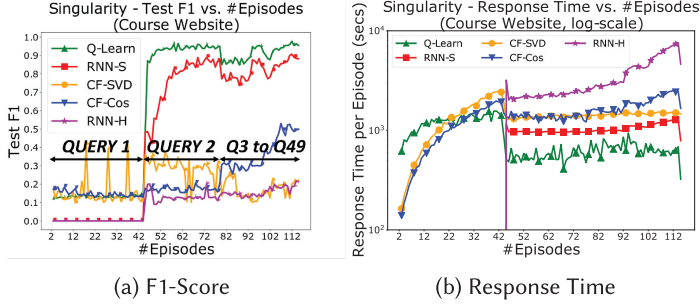 Singularity - Test F1 vs. #Episodes
(Course Website)
Test F1
1.0
0.9
0.8
0.7
0.6
0.5
0.4
0.3
0.2
0.1
0.0
Q-Learn
RNN-S
CF-SVD
CF-Cos
RNN-H
QUERY 1 QUERY 2 Q3 to Q49
2 12 22 32 42 52 62 72 82 92 102 112
#Episodes
(a) F1-Score
Singularity - Response Time vs. #Episodes
(Course Website, log-scale)
Response Time per Episode (secs)
10⁴
10³
10²
Q-Learn CF-SVD RNN-H
RNN-S CF-Cos
2 12 22 32 42 52 62 72 82 92 102 112
#Episodes
(b) Response Time